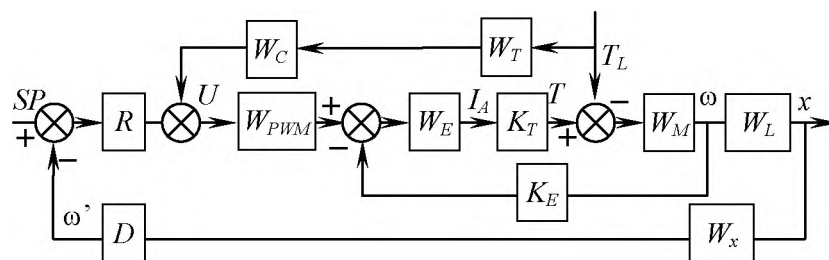 W_C W_T T_L
SP + − R U W_PWM + − W_E I_A K_T T + − W_M ω W_L x
K_E
ω’ D W_x